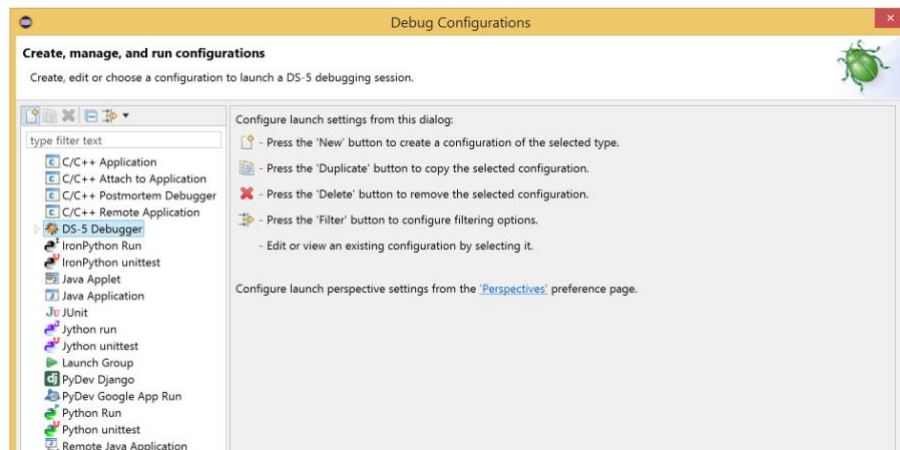 Debug Configurations
Create, manage, and run configurations
Create, edit or choose a configuration to launch a DS-5 debugging session.
type filter text
C/C++ Application
C/C++ Attach to Application
C/C++ Postmortem Debugger
C/C++ Remote Application
DS-5 Debugger
IronPython Run
IronPython unittest
Java Applet
Java Application
Ju JUnit
Jython run
Jython unittest
Launch Group
dj PyDev Django
PyDev Google App Run
Python Run
Python unittest
Remote Java Application
Configure launch settings from this dialog:
- Press the 'New' button to create a configuration of the selected type.
- Press the 'Duplicate' button to copy the selected configuration.
- Press the 'Delete' button to remove the selected configuration.
- Press the 'Filter' button to configure filtering options.
- Edit or view an existing configuration by selecting it.
Configure launch perspective settings from the 'Perspectives' preference page.